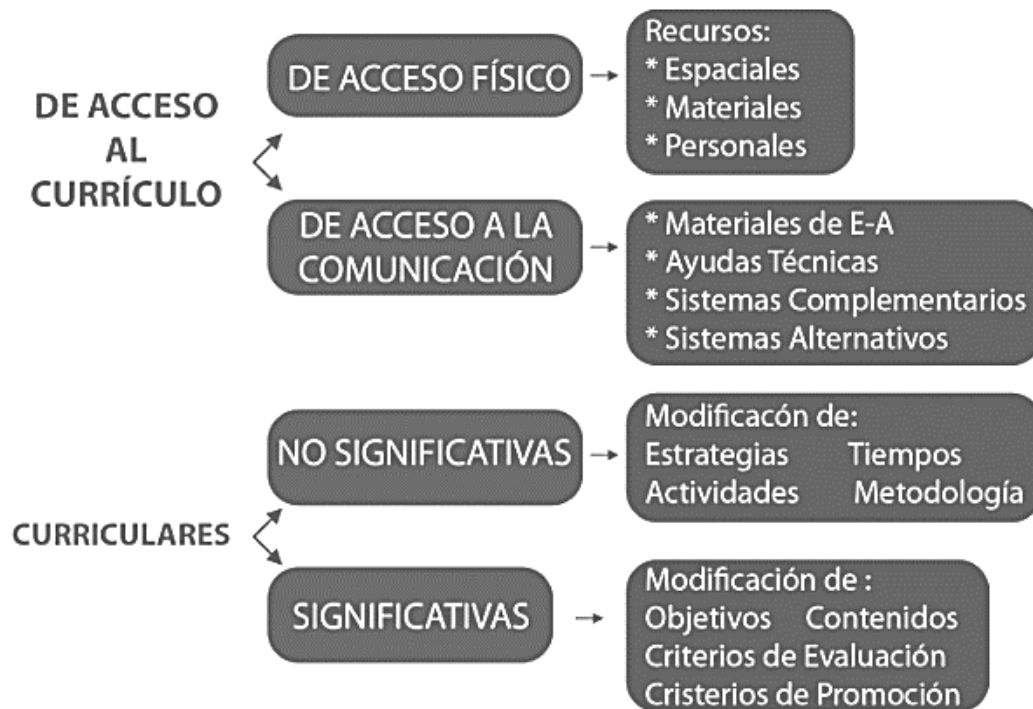 DE ACCESO
AL
CURRÍCULO
DE ACCESO FÍSICO
Recursos:
* Espaciales
* Materiales
* Personales
DE ACCESO A LA
COMUNICACIÓN
* Materiales de E-A
* Ayudas Técnicas
* Sistemas Complementarios
* Sistemas Alternativos
CURRICULARES
NO SIGNIFICATIVAS
Modificacón de:
Estrategias Tiempos
Actividades Metodología
SIGNIFICATIVAS
Modificación de :
Objetivos Contenidos
Criterios de Evaluación
Cristerios de Promoción